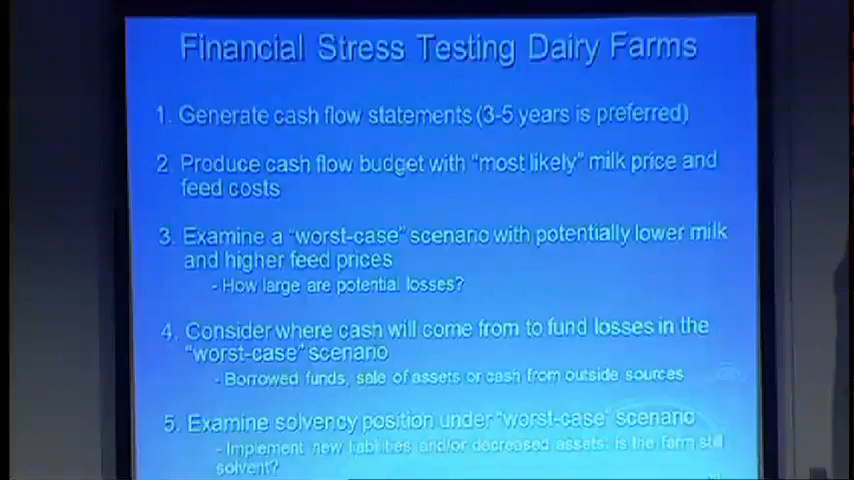 Financial Stress Testing Dairy Farms
1. Generate cash flow statements (3-5 years is preferred)
2. Produce cash flow budget with "most likely" milk price and
feed costs
3. Examine a "worst-case" scenario with potentially lower milk
and higher feed prices
- How large are potential losses?
4. Consider where cash will come from to fund losses in the
"worst-case" scenario
- Borrowed funds, sale of assets or cash from outside sources
5. Examine solvency position under "worst-case" scenario
- Implement new liabilities and/or decreased assets: is the farm still
solvent?